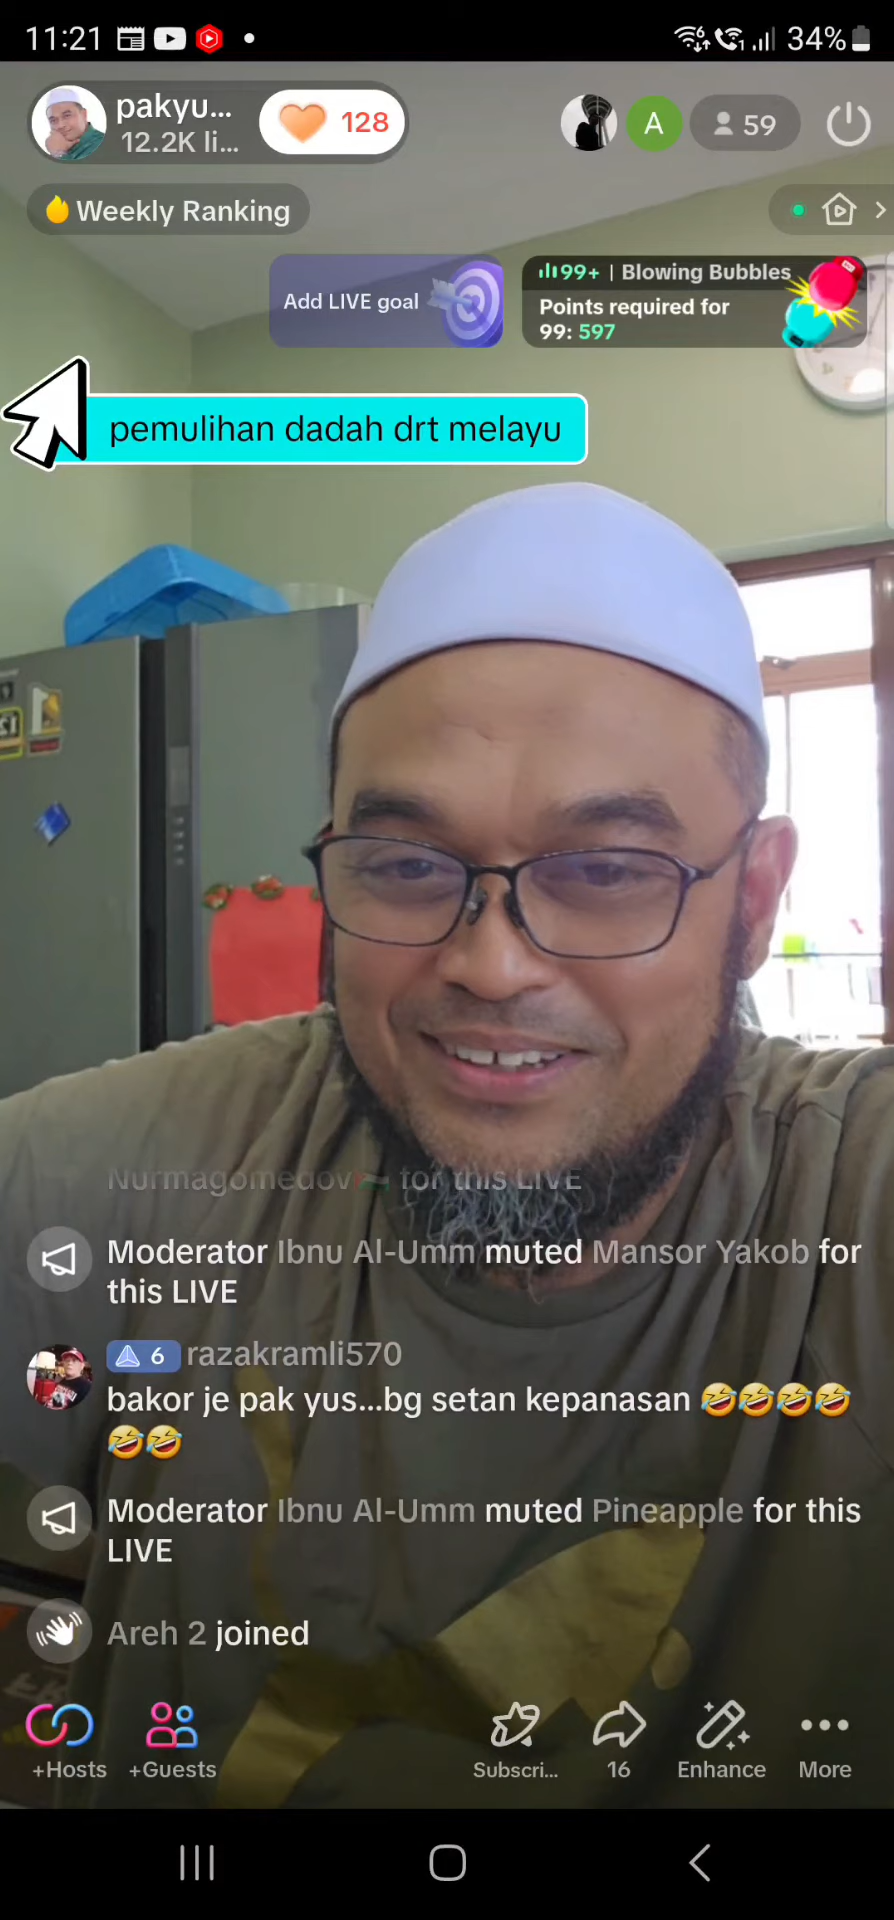 11:21
34%
pakyu...
12.2K li...
128
A
59
Weekly Ranking
Add LIVE goal
99+ | Blowing Bubbles
Points required for
99: 597
pemulihan dadah drt melayu
Nurmagomedov🇵🇸 for this LIVE
Moderator Ibnu Al-Umm muted Mansor Yakob for
this LIVE
6 razakramli570
bakor je pak yus...bg setan kepanasan 🤣🤣🤣🤣
🤣🤣
Moderator Ibnu Al-Umm muted Pineapple for this
LIVE
Areh 2 joined
+Hosts
+Guests
Subscri...
16
Enhance
More